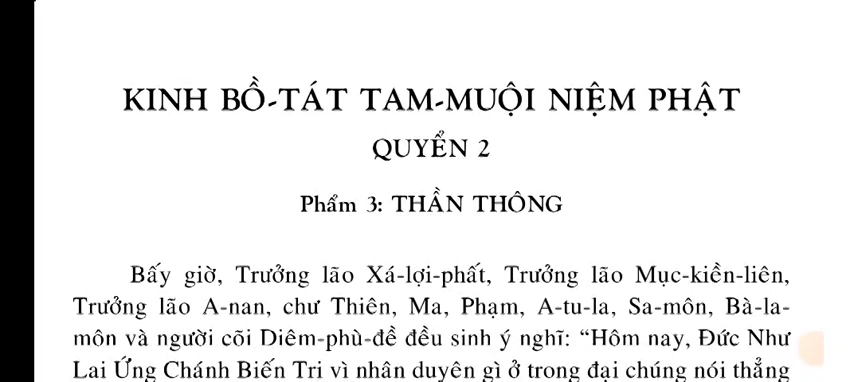 KINH BỒ-TÁT TAM-MUỘI NIỆM PHẬT
QUYỂN 2
Phẩm 3: THẦN THÔNG
Bấy giờ, Trưởng lão Xá-lợi-phất, Trưởng lão Mục-kiền-liên,
Trưởng lão A-nan, chư Thiên, Ma, Phạm, A-tu-la, Sa-môn, Bà-la-
môn và người cõi Diêm-phù-đề đều sinh ý nghĩ: “Hôm nay, Đức Như
Lai Ứng Chánh Biến Tri vì nhân duyên gì ở trong đại chúng nói thẳng